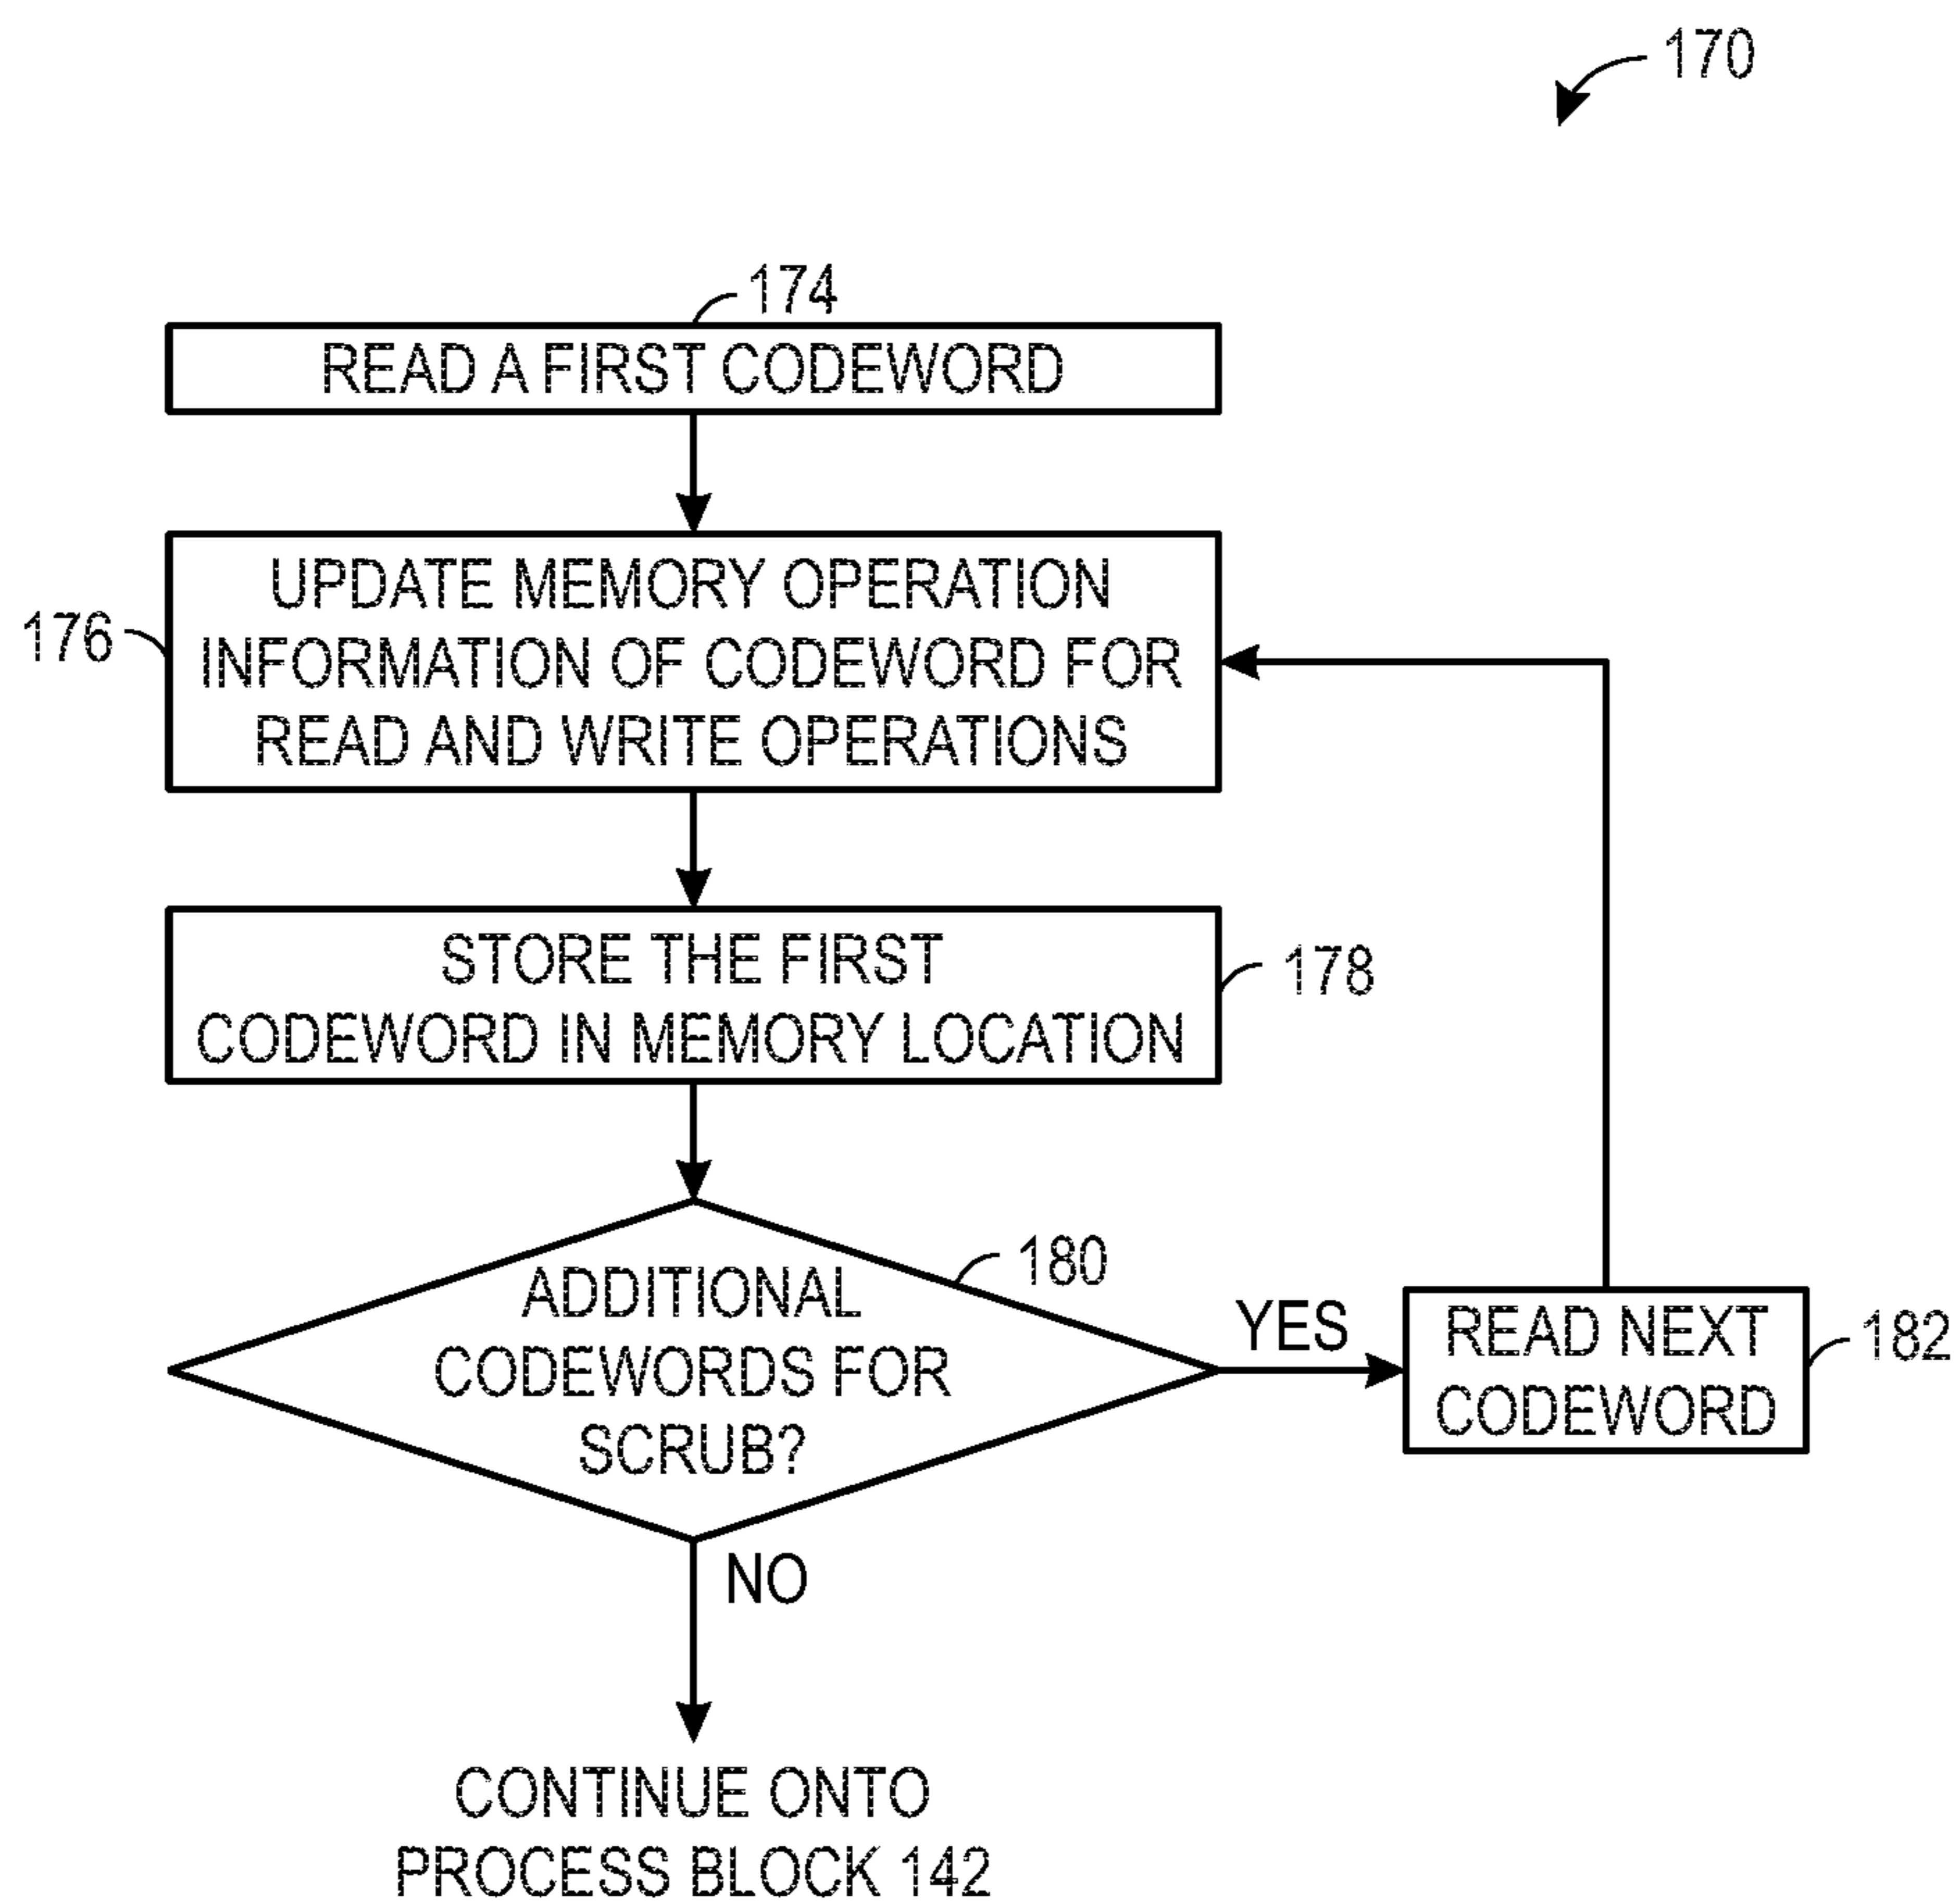 170
174
READ A FIRST CODEWORD
176
UPDATE MEMORY OPERATION
INFORMATION OF CODEWORD FOR
READ AND WRITE OPERATIONS
STORE THE FIRST
CODEWORD IN MEMORY LOCATION
178
180
ADDITIONAL
CODEWORDS FOR
SCRUB?
YES
READ NEXT
CODEWORD
182
NO
CONTINUE ONTO
PROCESS BLOCK 142